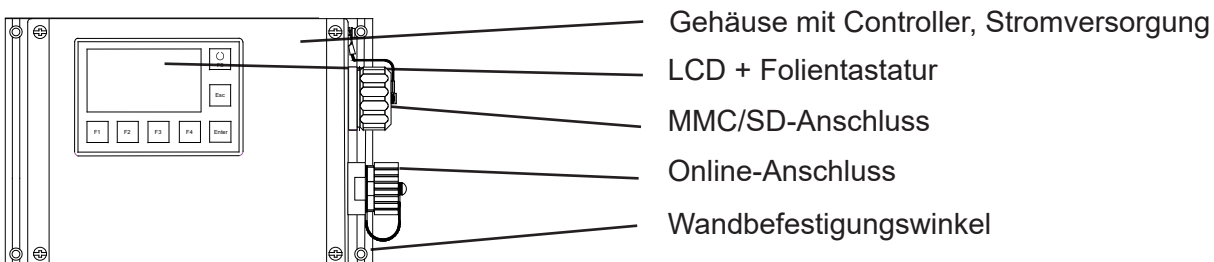 Gehäuse mit Controller, Stromversorgung
LCD + Folientastatur
MMC/SD-Anschluss
Online-Anschluss
Wandbefestigungswinkel
Esc
F1 F2 F3 F4 Enter